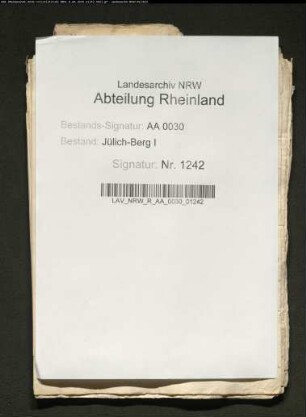 Landesarchiv NRW
Abteilung Rheinland
Bestands-Signatur: AA 0030
Bestand: Jülich-Berg I
Signatur: Nr. 1242
LAV_NRW_R_AA_0030_01242